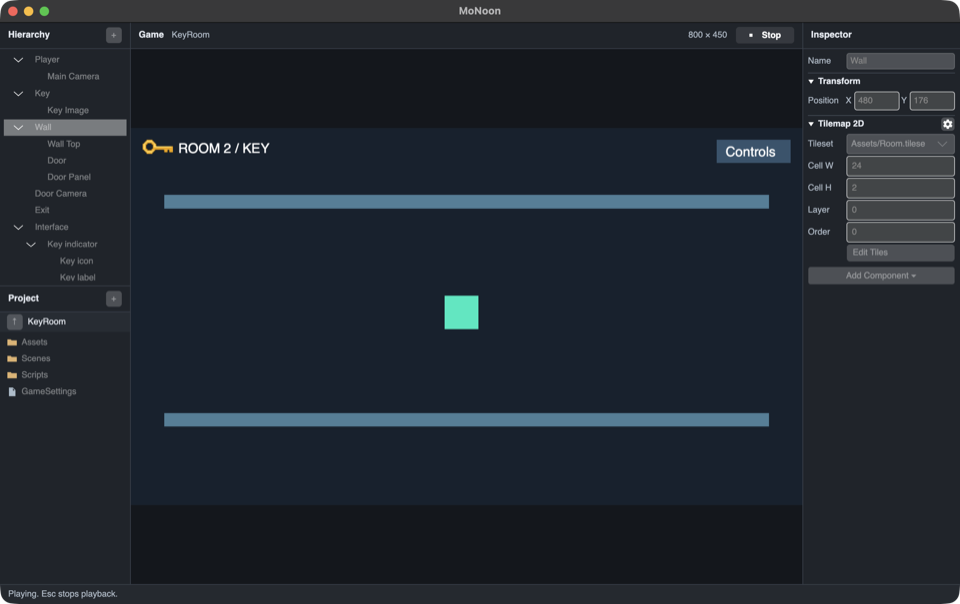 MoNoon
Hierarchy
+
Player
Main Camera
Key
Key Image
Wall
Wall Top
Door
Door Panel
Door Camera
Exit
Interface
Key indicator
Key icon
Key label
Project
+
KeyRoom
Assets
Scenes
Scripts
GameSettings
Game KeyRoom
800 × 450
Stop
ROOM 2 / KEY
Controls
Inspector
Name Wall
Transform
Position X 480 Y 176
Tilemap 2D
Tileset Assets/Room.tilese
Cell W 24
Cell H 2
Layer 0
Order 0
Edit Tiles
Add Component
Playing. Esc stops playback.